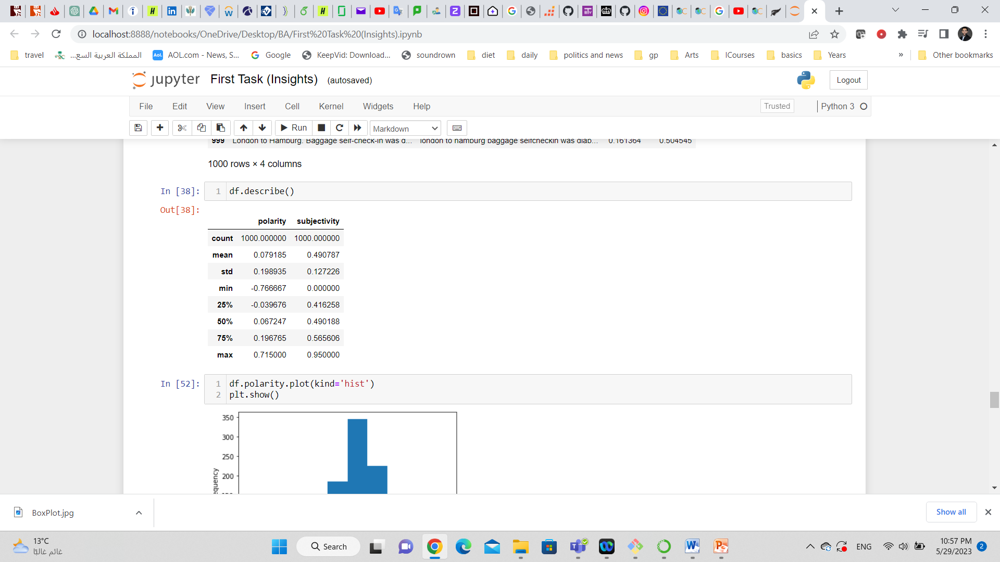 localhost:8888/notebooks/OneDrive/Desktop/BA/First%20Task%20(Insights).ipynb
travel
المملكة العربية السع...
Aol. AOL.com - News, S...
Google
KeepVid: Download...
soundrown
diet
daily
politics and news
gp
Arts
ICourses
basics
Years
»
Other bookmarks
jupyter First Task (Insights) (autosaved)
Logout
File Edit View Insert Cell Kernel Widgets Help
Trusted
Python 3
Run
Markdown
999 London to Hamburg. Baggage self-check-in was d... london to hamburg baggage selfcheckin was diab... 0.161364 0.504545
1000 rows × 4 columns
In [38]: 1 df.describe()
Out[38]:
polarity subjectivity
count 1000.000000 1000.000000
mean 0.079185 0.490787
std 0.198935 0.127226
min -0.766667 0.000000
25% -0.039676 0.416258
50% 0.067247 0.490188
75% 0.196765 0.565606
max 0.715000 0.950000
In [52]: 1 df.polarity.plot(kind='hist')
2 plt.show()
350
300
250
200
BoxPlot.jpg
Show all
13°C
غائم غالبًا
Search
ENG
10:57 PM
5/29/2023
2